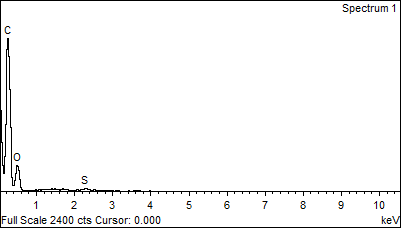 Spectrum 1
C
O
S
1 2 3 4 5 6 7 8 9 10
Full Scale 2400 cts Cursor: 0.000 keV